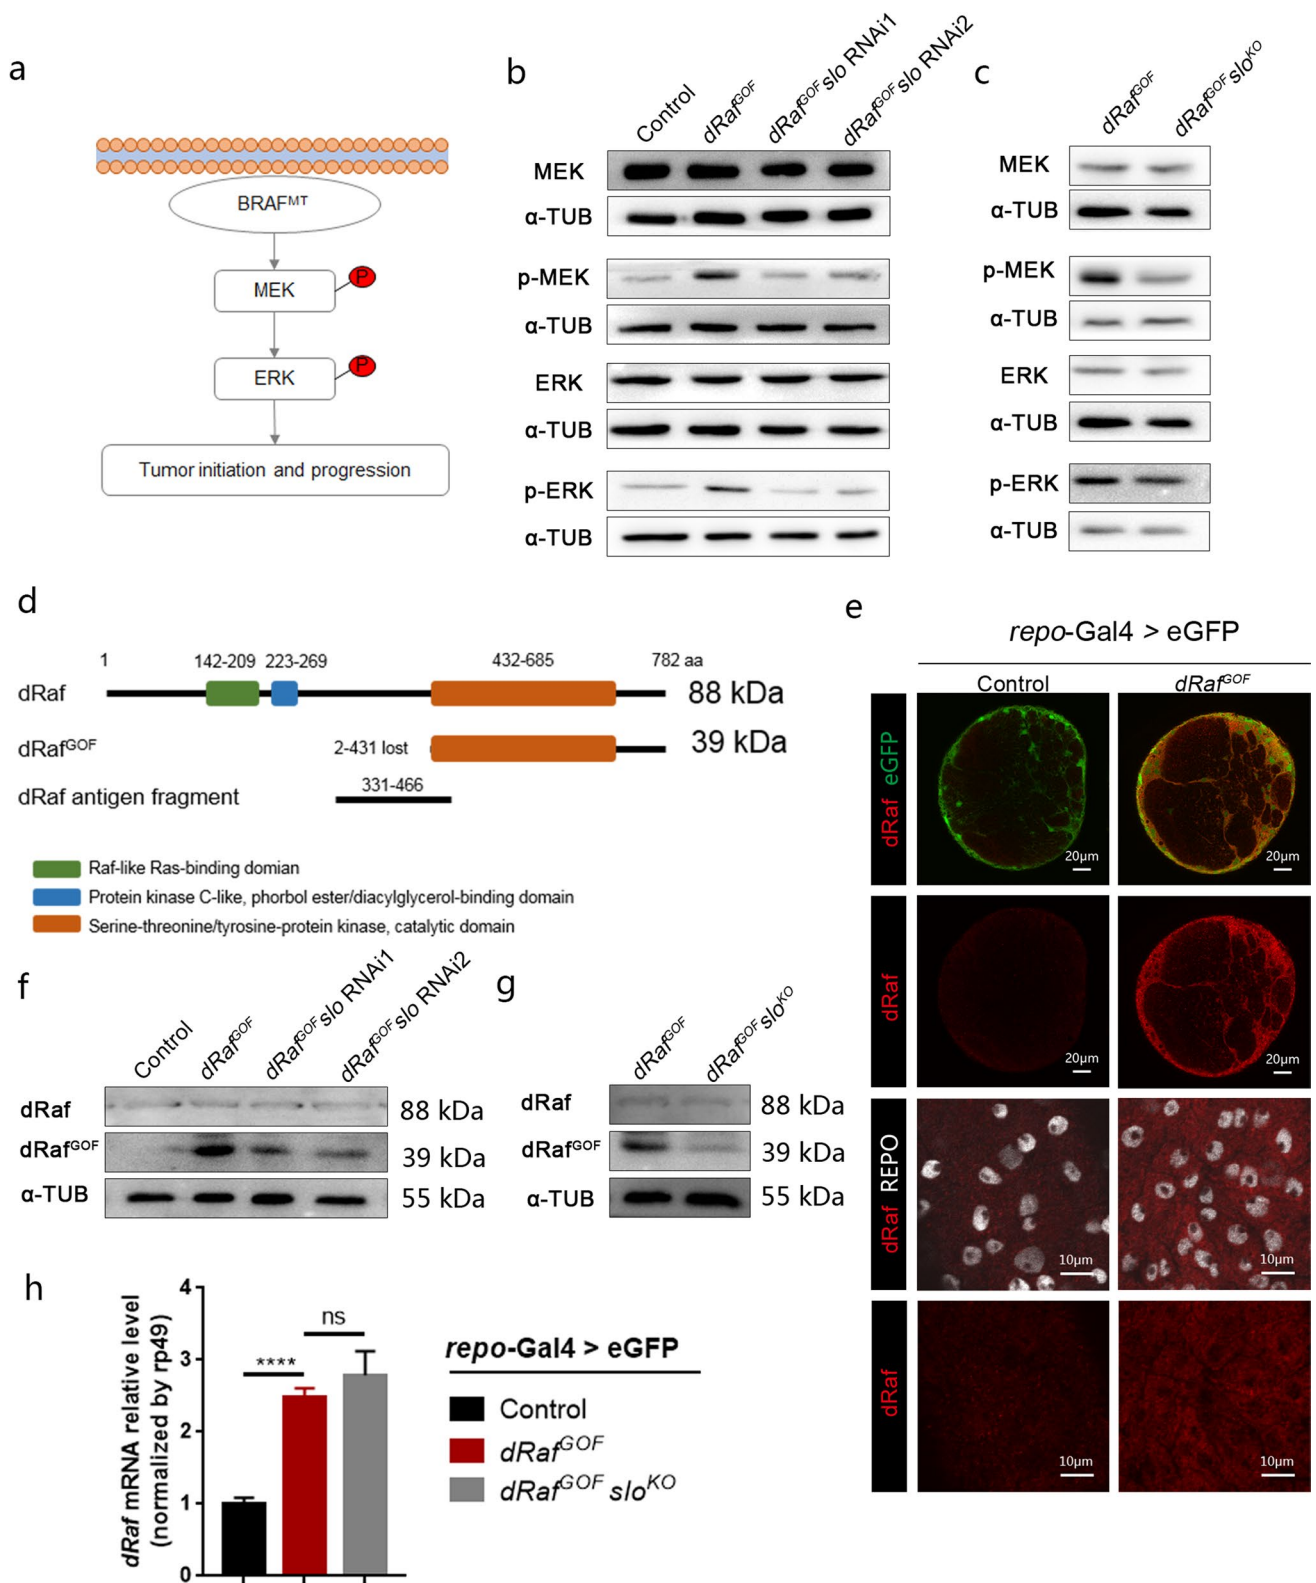 a
BRAFMT
MEK
P
ERK
P
Tumor initiation and progression
b
Control
dRafGOF
dRafGOF slo RNAi1
dRafGOF slo RNAi2
MEK
α-TUB
p-MEK
α-TUB
ERK
α-TUB
p-ERK
α-TUB
c
dRafGOF
dRafGOF sloKO
MEK
α-TUB
p-MEK
α-TUB
ERK
α-TUB
p-ERK
α-TUB
d
1 142-209 223-269 432-685 782 aa
dRaf 88 kDa
dRafGOF 2-431 lost 39 kDa
331-466
dRaf antigen fragment
Raf-like Ras-binding domian
Protein kinase C-like, phorbol ester/diacylglycerol-binding domain
Serine-threonine/tyrosine-protein kinase, catalytic domain
e
repo-Gal4 > eGFP
Control dRafGOF
dRaf eGFP
20μm 20μm
dRaf
20μm 20μm
dRaf REPO
10μm 10μm
dRaf
10μm 10μm
f
Control
dRafGOF
dRafGOF slo RNAi1
dRafGOF slo RNAi2
dRaf 88 kDa
dRafGOF 39 kDa
α-TUB 55 kDa
g
dRafGOF
dRafGOF sloKO
dRaf 88 kDa
dRafGOF 39 kDa
α-TUB 55 kDa
h
dRaf mRNA relative level
(normalized by rp49)
4
3
2
1
0
****
ns
repo-Gal4 > eGFP
Control
dRafGOF
dRafGOF sloKO